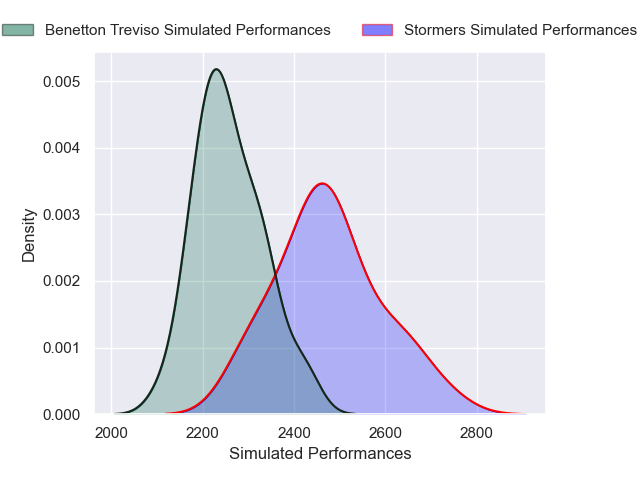 Benetton Treviso Simulated Performances
Stormers Simulated Performances
0.005
0.004
0.003
0.002
0.001
0.000
Density
2000
2200
2400
2600
2800
Simulated Performances